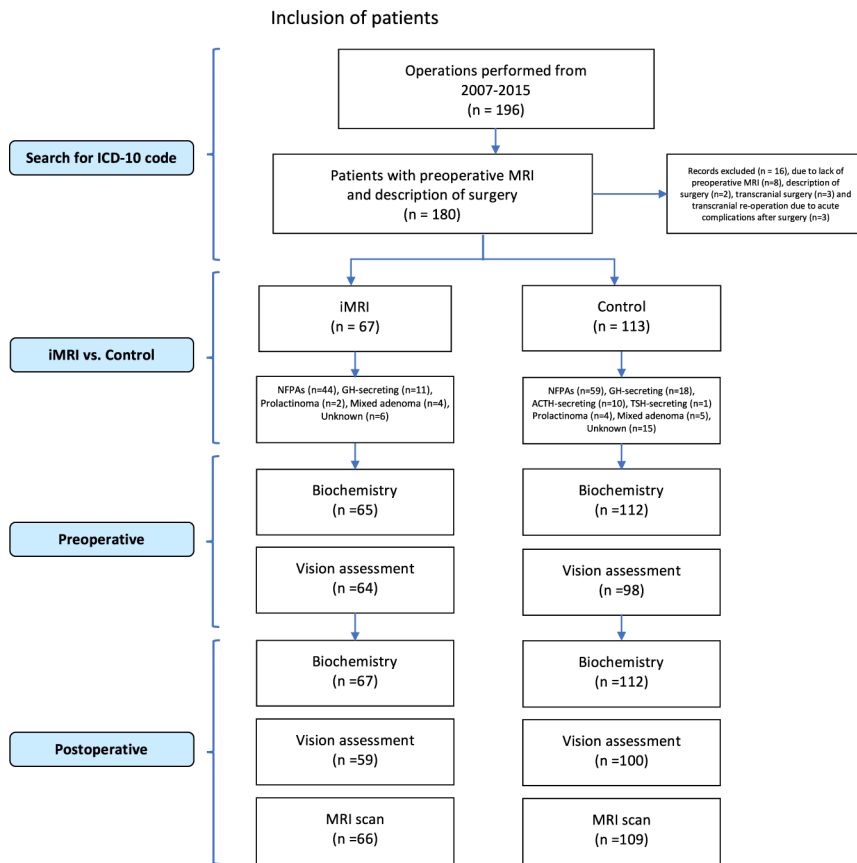 Inclusion of patients
Operations performed from
2007-2015
(n = 196)
Search for ICD-10 code
Patients with preoperative MRI
and description of surgery
(n = 180)
Records excluded (n = 16), due to lack of
preoperative MRI (n=8), description of
surgery (n=2), transcranial surgery (n=3) and
transcranial re-operation due to acute
complications after surgery (n=3)
iMRI vs. Control
iMRI
(n = 67)
Control
(n = 113)
NFPAs (n=44), GH-secreting (n=11),
Prolactinoma (n=2), Mixed adenoma (n=4),
Unknown (n=6)
NFPAs (n=59), GH-secreting (n=18),
ACTH-secreting (n=10), TSH-secreting (n=1)
Prolactinoma (n=4), Mixed adenoma (n=5),
Unknown (n=15)
Preoperative
Biochemistry
(n =65)
Biochemistry
(n =112)
Vision assessment
(n =64)
Vision assessment
(n =98)
Postoperative
Biochemistry
(n =67)
Biochemistry
(n =112)
Vision assessment
(n =59)
Vision assessment
(n =100)
MRI scan
(n =66)
MRI scan
(n =109)